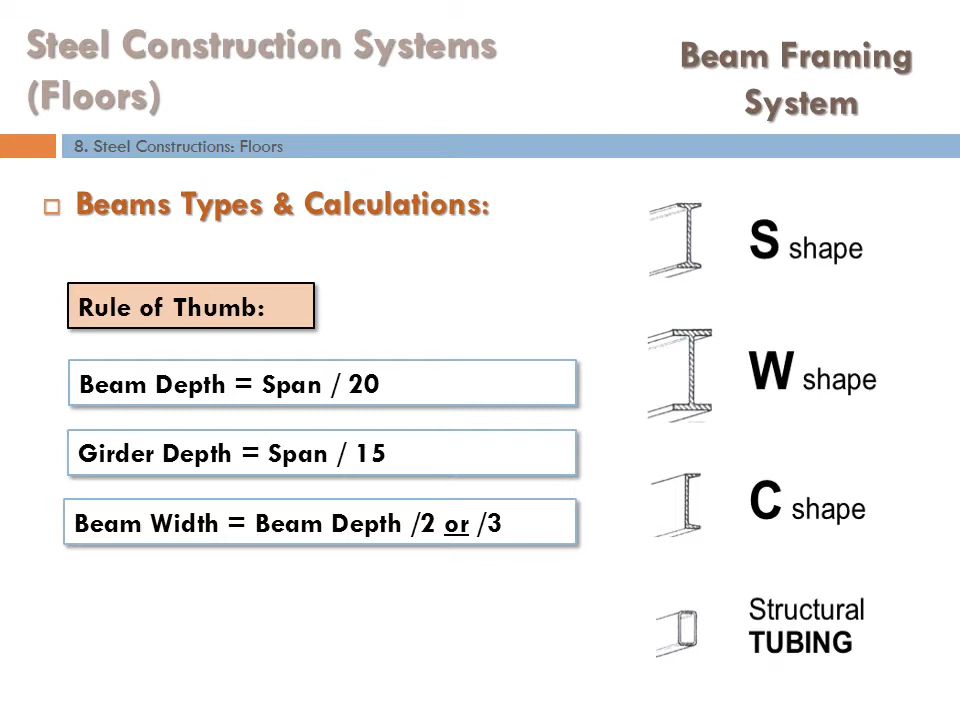 Steel Construction Systems
(Floors)
Beam Framing
System
8. Steel Constructions: Floors
Beams Types & Calculations:
Rule of Thumb:
Beam Depth = Span / 20
Girder Depth = Span / 15
Beam Width = Beam Depth /2 or /3
S shape
W shape
C shape
Structural
TUBING